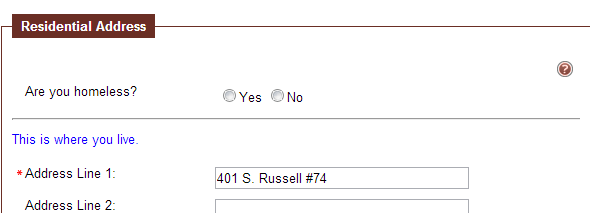 Residential Address
?
Are you homeless? Yes No
This is where you live.
* Address Line 1: 401 S. Russell #74
Address Line 2: